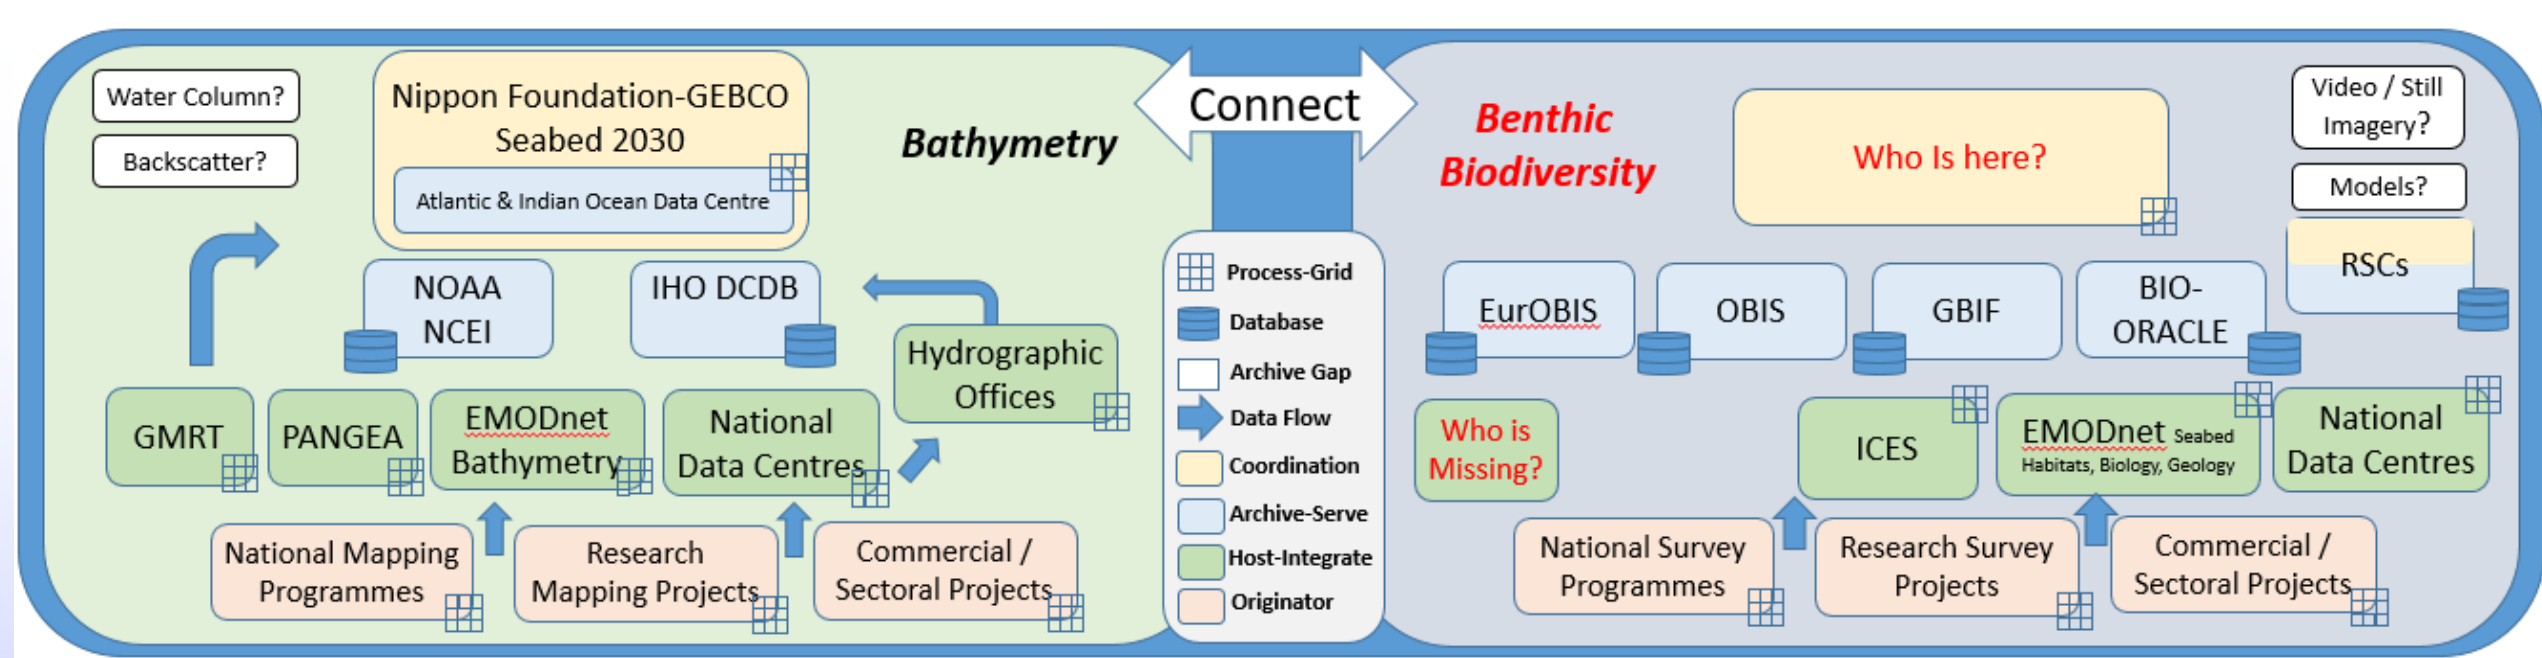 Water Column?
Backscatter?
Nippon Foundation-GEBCO
Seabed 2030
Atlantic & Indian Ocean Data Centre
Bathymetry
NOAA
NCEI
IHO DCDB
Hydrographic
Offices
GMRT
PANGEA
EMODnet
Bathymetry
National
Data Centres
National Mapping
Programmes
Research
Mapping Projects
Commercial /
Sectoral Projects
Connect
Process-Grid
Database
Archive Gap
Data Flow
Coordination
Archive-Serve
Host-Integrate
Originator
Benthic
Biodiversity
Who Is here?
Video / Still
Imagery?
Models?
RSCs
EurOBIS
OBIS
GBIF
BIO-
ORACLE
Who is
Missing?
ICES
EMODnet Seabed
Habitats, Biology, Geology
National
Data Centres
National Survey
Programmes
Research Survey
Projects
Commercial /
Sectoral Projects